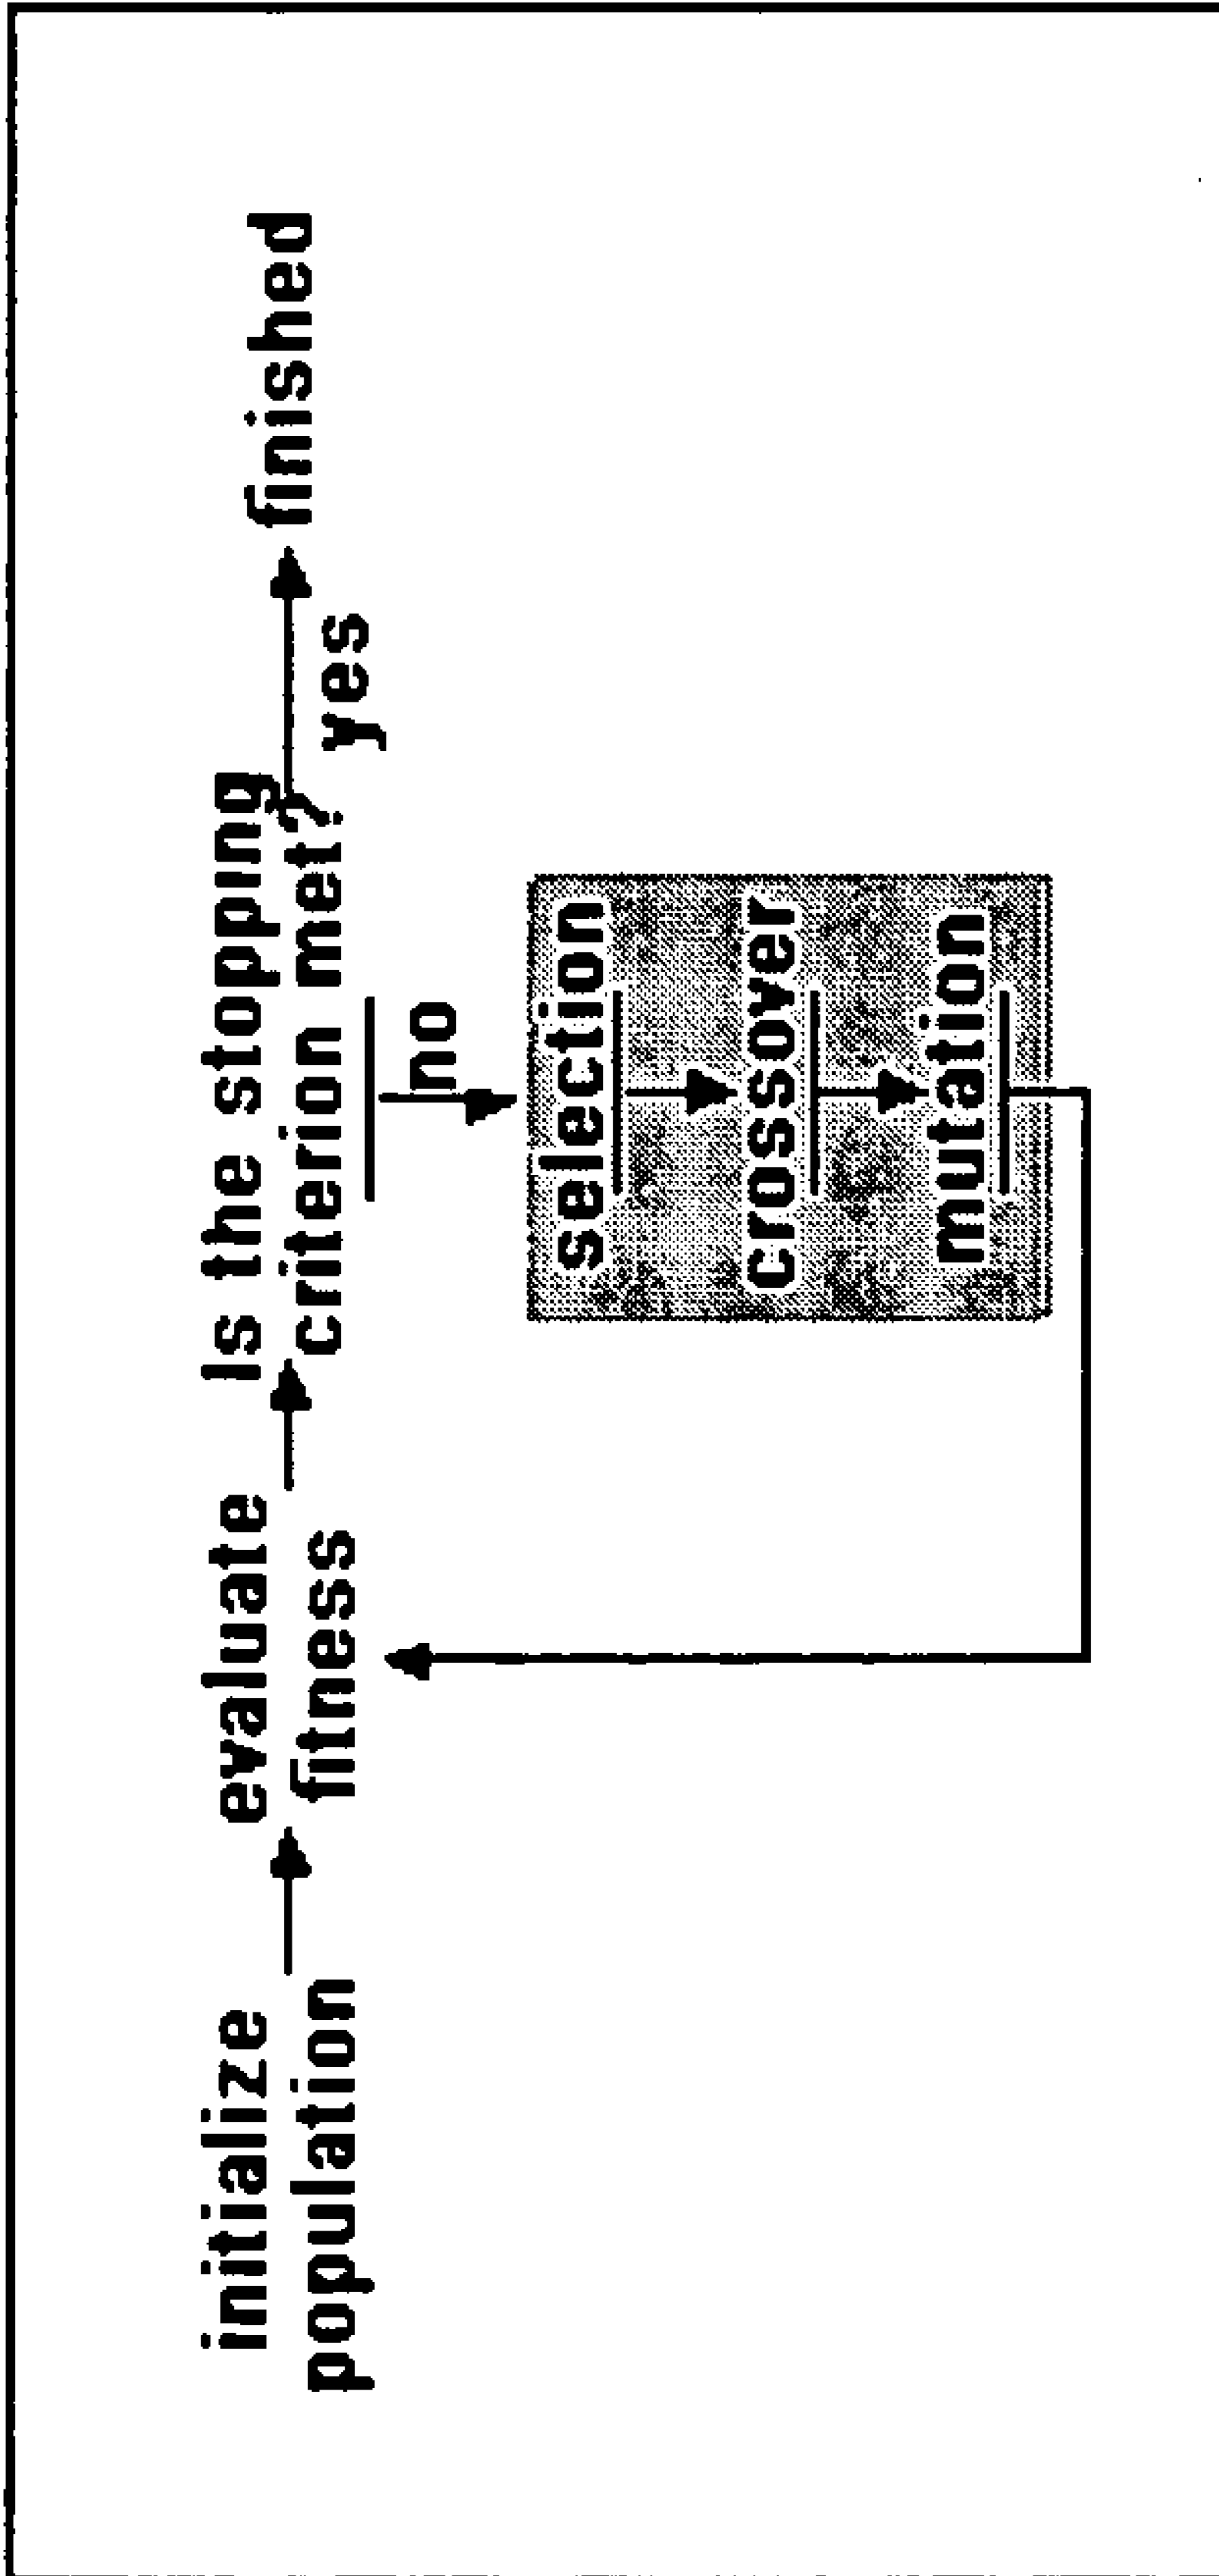 initialize
population
evaluate
fitness
Is the stopping
criterion met?
yes
finished
no
selection
crossover
mutation